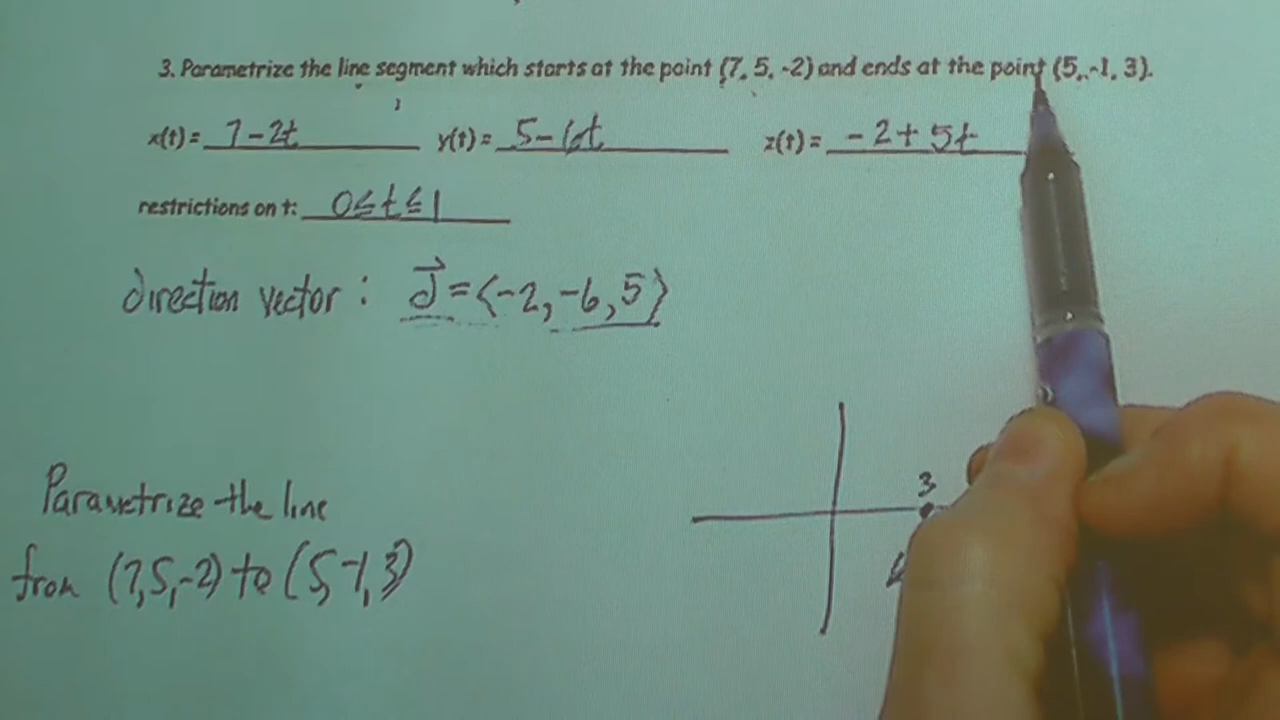 3. Parametrize the line segment which starts at the point (7, 5, -2) and ends at the point (5, -1, 3).
x(t) = 7-2t y(t) = 5-6t z(t) = -2+5t
restrictions on t: 0≤t≤1
direction vector : d⃗=⟨-2,-6,5⟩
3
Parametrize the line
from (7,5,-2) to (5,-1,3)